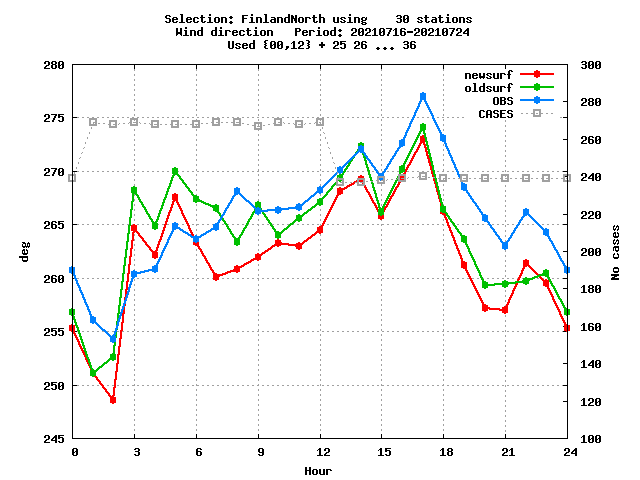 Selection: FinlandNorth using    30 stations
Wind direction   Period: 20210716-20210724
Used {00,12} + 25 26 ... 36
newsurf
oldsurf
OBS
CASES
280
275
270
265
260
255
250
245
300
280
260
240
220
200
180
160
140
120
100
deg
No cases
0 3 6 9 12 15 18 21 24
Hour